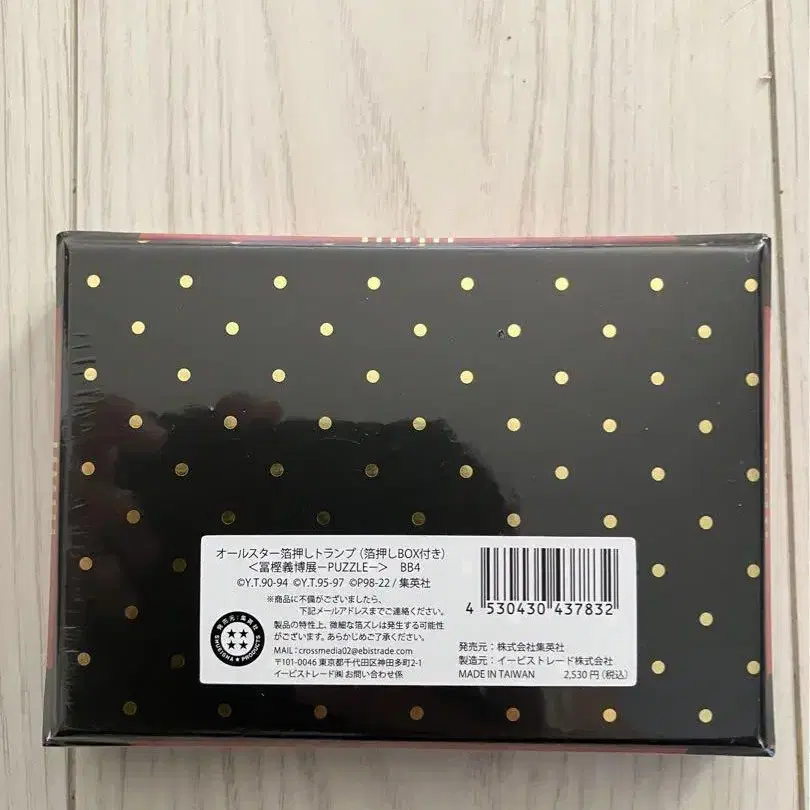 オールスター箔押しトランプ（箔押しBOX付き）
＜冨樫義博展－PUZZLE－＞ BB4
©Y.T.90-94 ©Y.T.95-97 ©P98-22 / 集英社
※商品に不備がございましたら、
下記メールアドレスまでご連絡ください。
製品の特性上、微細な箔ズレは発生する可能性
がございます。あらかじめご了承ください。
MAIL：crossmedia02@ebistrade.com
〒101-0046 東京都千代田区神田多町2-1
イービストレード㈱ お問い合わせ係
発売元：集英社
SHUEISHA PRODUCTS
4 530430 437832
発売元：株式会社集英社
製造元：イービストレード株式会社
MADE IN TAIWAN 2,530円（税込）